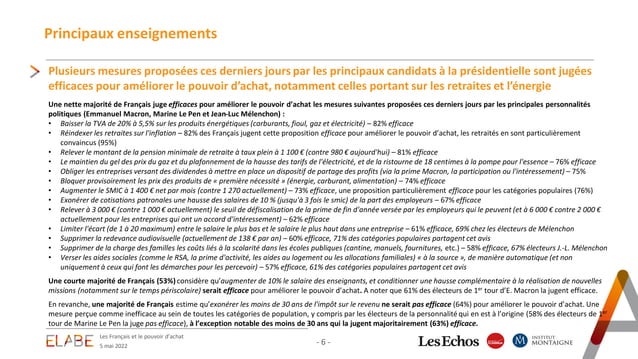 Principaux enseignements
Plusieurs mesures proposées ces derniers jours par les principaux candidats à la présidentielle sont jugées
efficaces pour améliorer le pouvoir d'achat, notamment celles portant sur les retraites et l'énergie
Une nette majorité de Français juge efficaces pour améliorer le pouvoir d'achat les mesures suivantes proposées ces derniers jours par les principales personnalités
politiques (Emmanuel Macron, Marine Le Pen et Jean-Luc Mélenchon) :
• Baisser la TVA de 20% à 5,5% sur les produits énergétiques (carburants, fioul, gaz et électricité) – 82% efficace
• Réindexer les retraites sur l'inflation – 82% des Français jugent cette proposition efficace pour améliorer le pouvoir d'achat, les retraités en sont particulièrement
convaincus (95%)
• Relever le montant de la pension minimale de retraite à taux plein à 1 100 € (contre 980 € aujourd'hui) – 81% efficace
• Le maintien du gel des prix du gaz et du plafonnement de la hausse des tarifs de l'électricité, et de la ristourne de 18 centimes à la pompe pour l'essence – 76% efficace
• Obliger les entreprises versant des dividendes à mettre en place un dispositif de partage des profits (via la prime Macron, la participation ou l'intéressement) – 75%
• Bloquer provisoirement les prix des produits de « première nécessité » (énergie, carburant, alimentation) – 74% efficace
• Augmenter le SMIC à 1 400 € net par mois (contre 1 270 actuellement) – 73% efficace, une proposition particulièrement efficace pour les catégories populaires (76%)
• Exonérer de cotisations patronales une hausse des salaires de 10 % (jusqu'à 3 fois le smic) de la part des employeurs – 67% efficace
• Relever à 3 000 € (contre 1 000 € actuellement) le seuil de défiscalisation de la prime de fin d'année versée par les employeurs qui le peuvent (et à 6 000 € contre 2 000 €
actuellement pour les entreprises qui ont un accord d'intéressement) – 62% efficace
• Limiter l'écart (de 1 à 20 maximum) entre le salaire le plus bas et le salaire le plus haut dans une entreprise – 61% efficace, 69% chez les électeurs de Mélenchon
• Supprimer la redevance audiovisuelle (actuellement de 138 € par an) – 60% efficace, 71% des catégories populaires partagent cet avis
• Supprimer de la charge des familles les coûts liés à la scolarité dans les écoles publiques (cantine, manuels, fournitures, etc.) – 58% efficace, 67% électeurs J.-L. Mélenchon
• Verser les aides sociales (comme le RSA, la prime d'activité, les aides au logement ou les allocations familiales) « à la source », de manière automatique (et non
uniquement à ceux qui font les démarches pour les percevoir) – 57% efficace, 61% des catégories populaires partagent cet avis
Une courte majorité de Français (53%) considère qu'augmenter de 10% le salaire des enseignants, et conditionner une hausse complémentaire à la réalisation de nouvelles
missions (notamment sur le temps périscolaire) serait efficace pour améliorer le pouvoir d'achat. A noter que 61% des électeurs de 1er tour d'E. Macron la jugent efficace.
En revanche, une majorité de Français estime qu'exonérer les moins de 30 ans de l'impôt sur le revenu ne serait pas efficace (64%) pour améliorer le pouvoir d'achat. Une
mesure perçue comme inefficace au sein de toutes les catégories de population, y compris par les électeurs de la personnalité qui en est à l'origine (58% des électeurs de 1er
tour de Marine Le Pen la juge pas efficace), à l'exception notable des moins de 30 ans qui la jugent majoritairement (63%) efficace.
ELABE
Les Français et le pouvoir d'achat
5 mai 2022
- 6 -
Les Echos
INSTITUT
MONTAIGNE